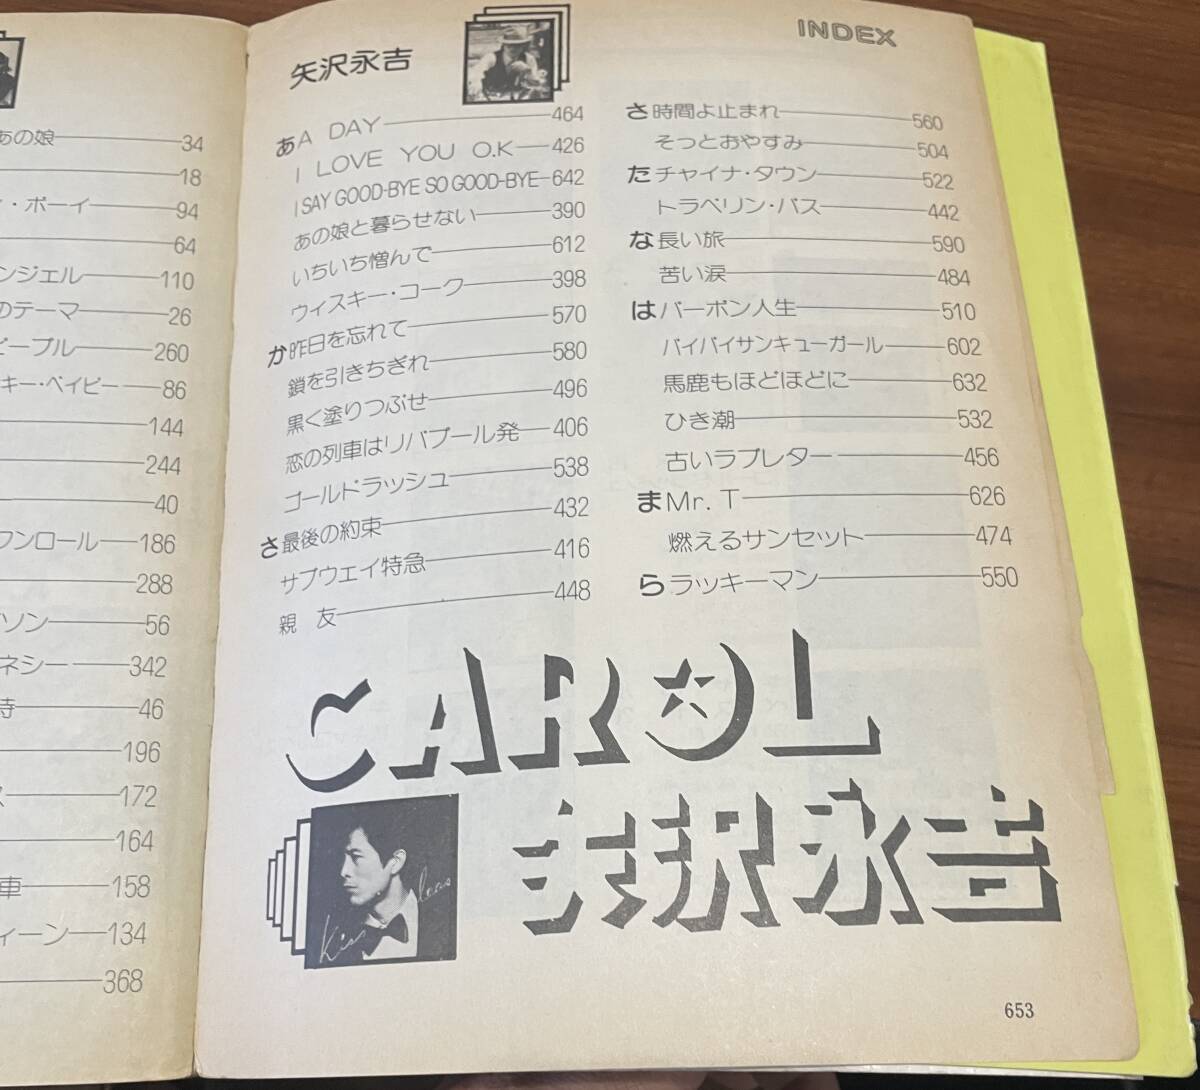 あの娘 34
18
ィ・ボーイ 94
64
ンジェル 110
のテーマ 26
ピープル 260
キー・ベイビー 86
144
244
40
ワンロール 186
288
ソン 56
ネシー 342
時 46
196
ス 172
164
車 158
ィーン 134
368
INDEX
矢沢永吉
あ A DAY 464
I LOVE YOU O.K 426
I SAY GOOD-BYE SO GOOD-BYE 642
あの娘と暮らせない 390
いちいち憎んで 612
ウィスキー・コーク 398
か 昨日を忘れて 570
鎖を引きちぎれ 580
黒く塗りつぶせ 496
恋の列車はリバプール発 406
ゴールドラッシュ 538
さ 最後の約束 432
サブウェイ特急 416
親 友 448
さ 時間よ止まれ 560
そっとおやすみ 504
た チャイナ・タウン 522
トラベリン・バス 442
な 長い旅 590
苦い涙 484
は バーボン人生 510
バイバイサンキューガール 602
馬鹿もほどほどに 632
ひき潮 532
古いラブレター 456
ま Mr. T 626
燃えるサンセット 474
ら ラッキーマン 550
CAROL
矢沢永吉
Kiss
653